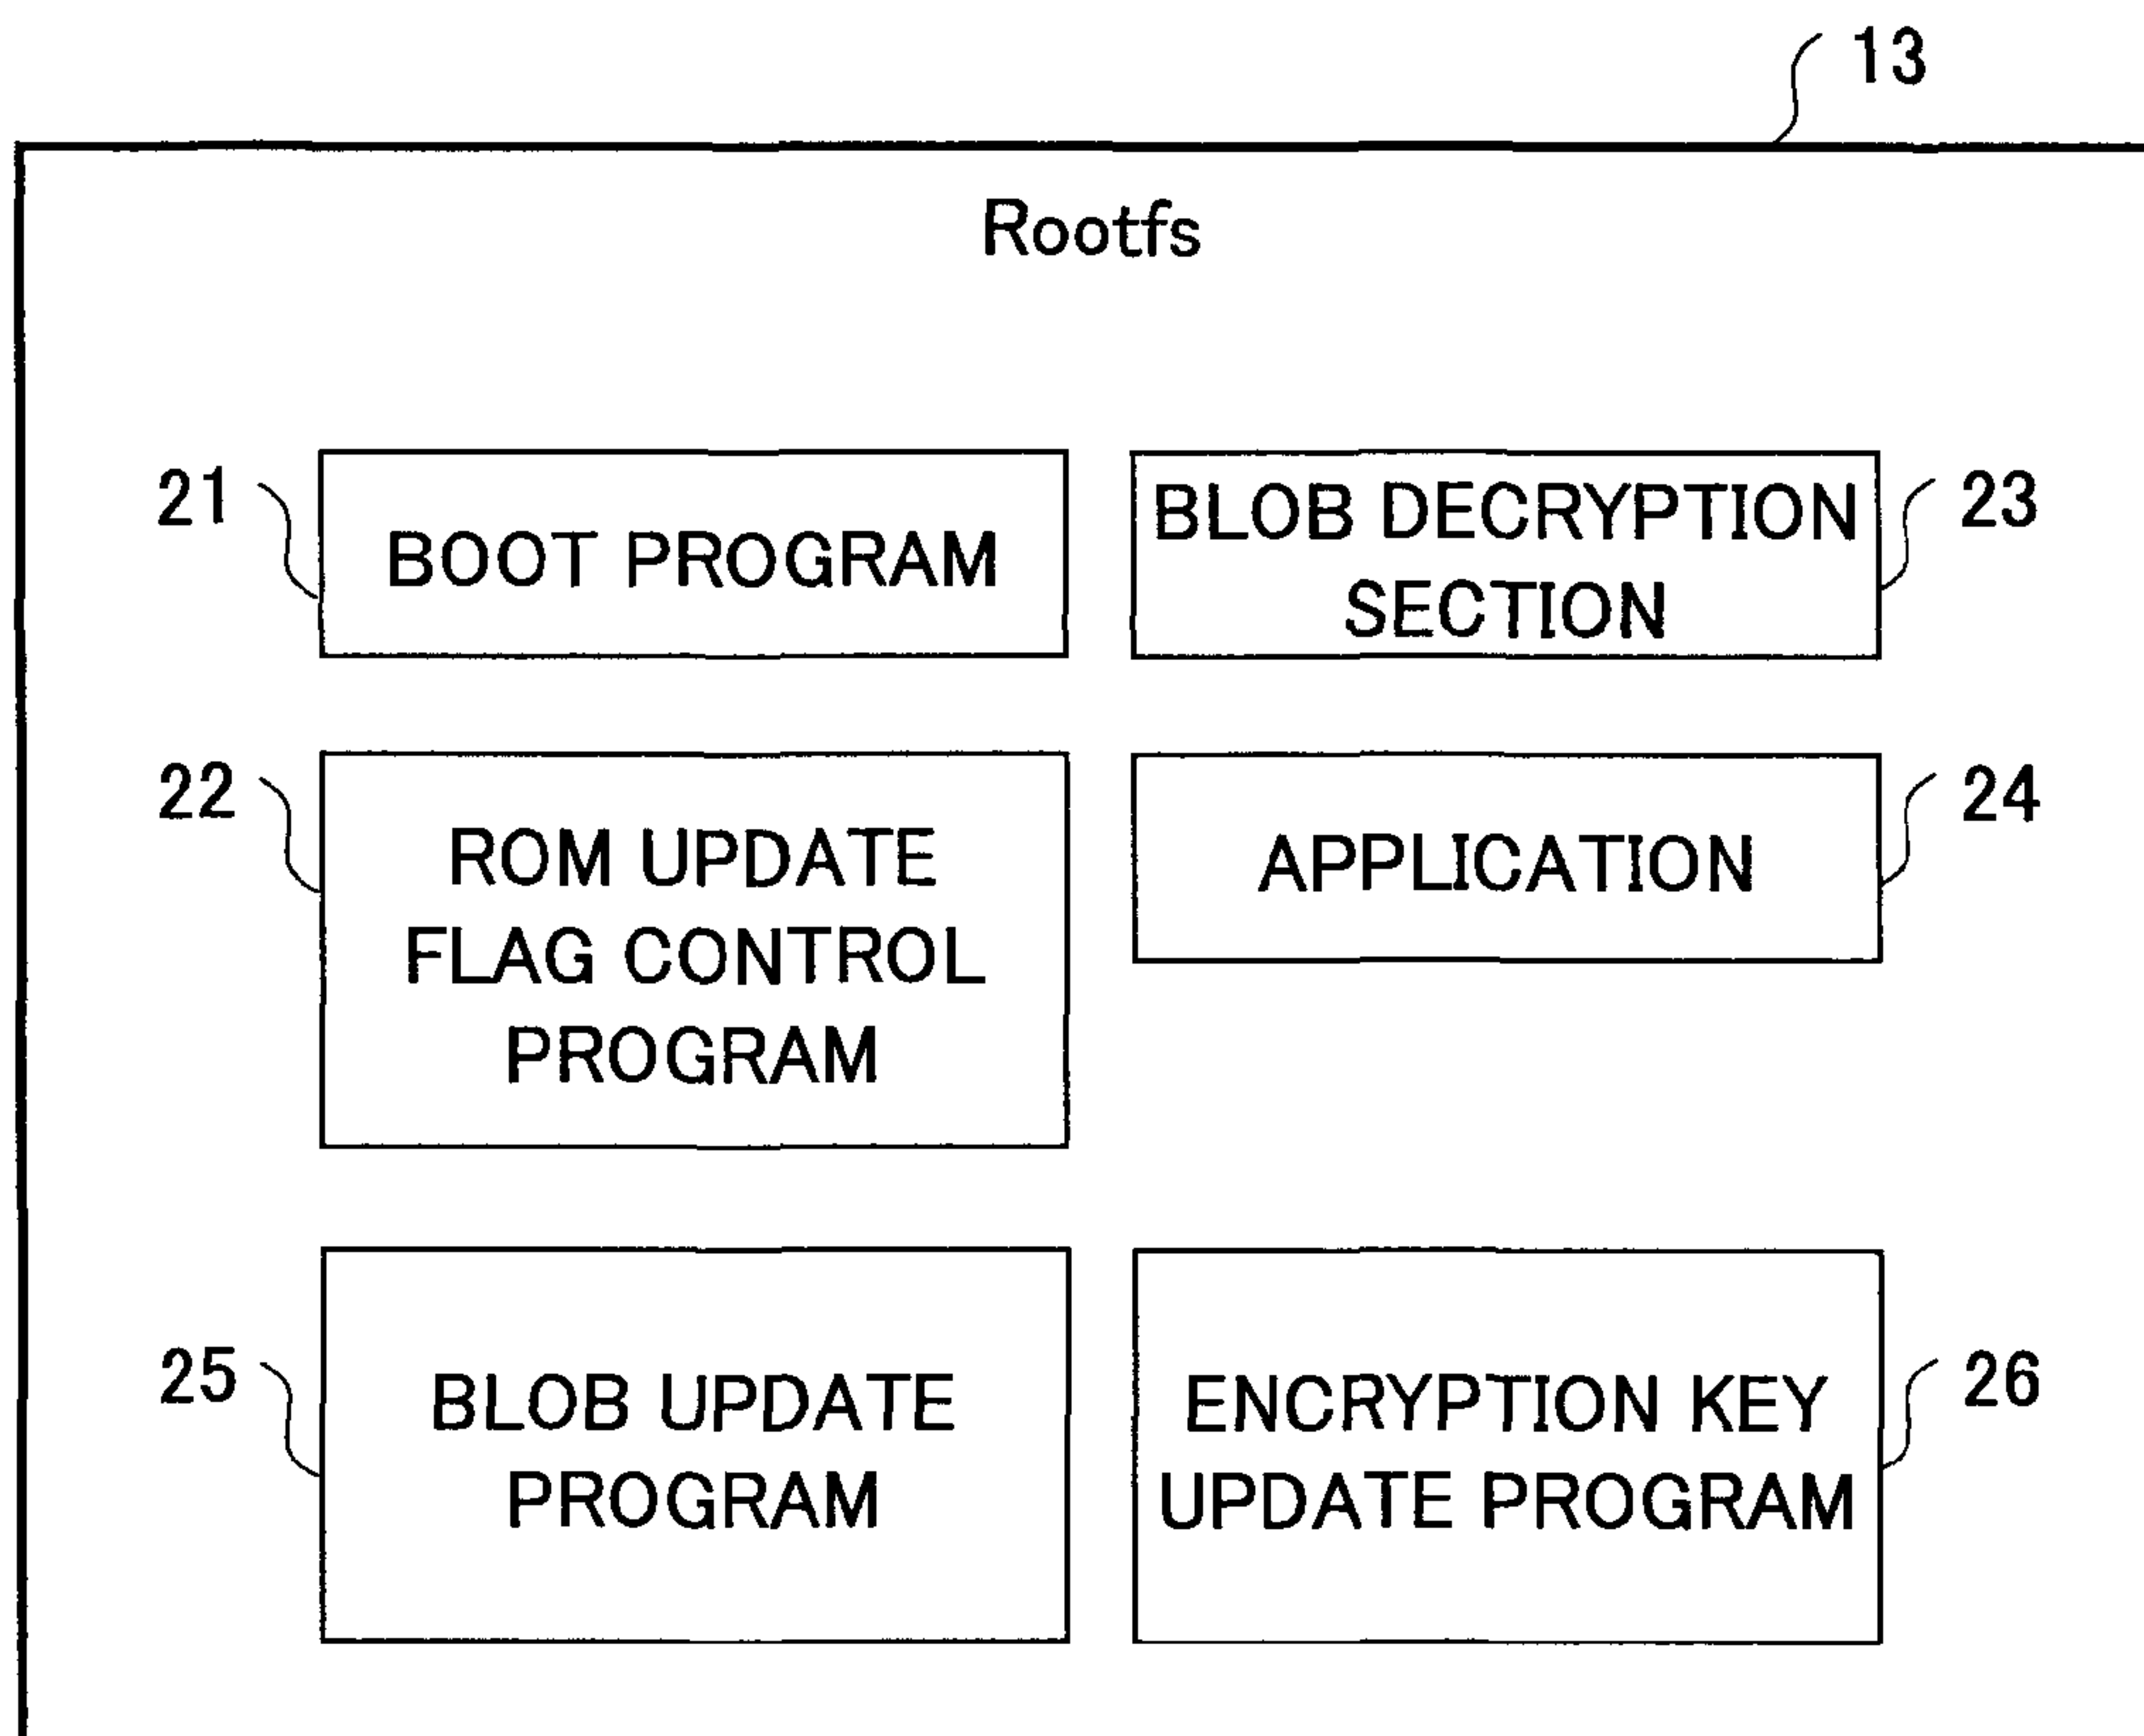 13
Rootfs
21
BOOT PROGRAM
BLOB DECRYPTION
SECTION
23
22
ROM UPDATE
FLAG CONTROL
PROGRAM
APPLICATION
24
25
BLOB UPDATE
PROGRAM
ENCRYPTION KEY
UPDATE PROGRAM
26